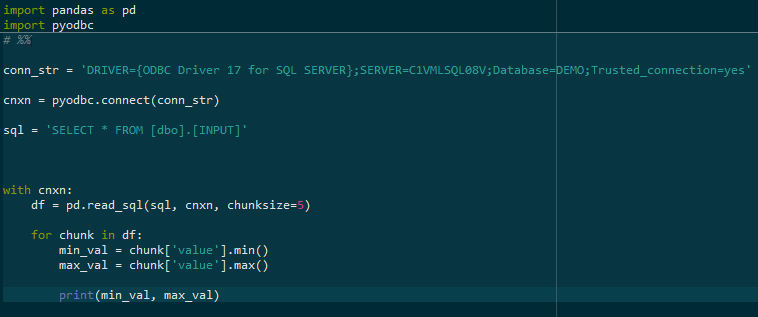 import pandas as pd
import pyodbc
# %%
conn_str = 'DRIVER={ODBC Driver 17 for SQL SERVER};SERVER=C1VMLSQL08V;Database=DEMO;Trusted_connection=yes'
cnxn = pyodbc.connect(conn_str)
sql = 'SELECT * FROM [dbo].[INPUT]'
with cnxn:
    df = pd.read_sql(sql, cnxn, chunksize=5)
    for chunk in df:
        min_val = chunk['value'].min()
        max_val = chunk['value'].max()
        print(min_val, max_val)